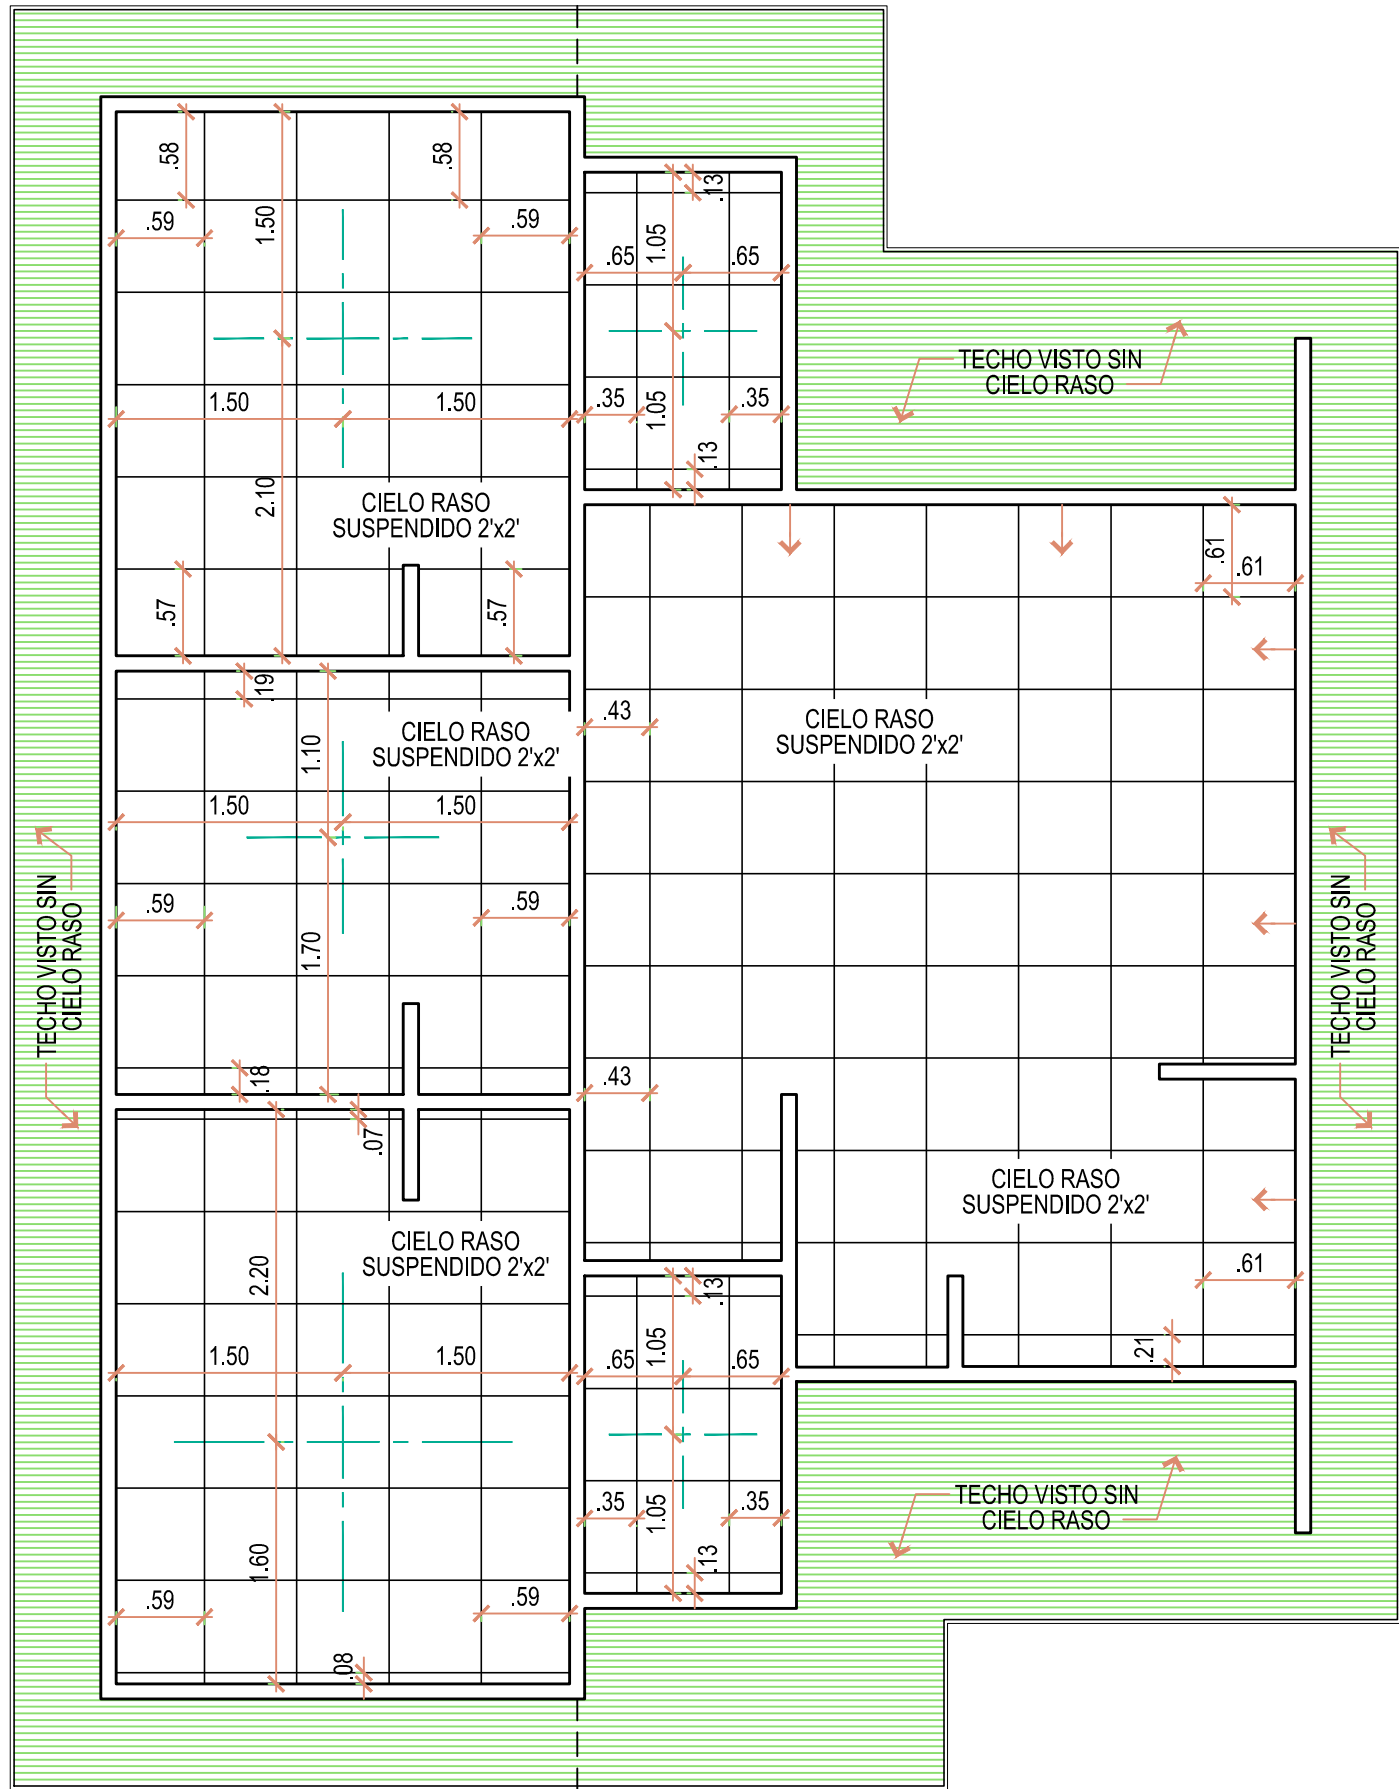 .58
.58
.59
1.50
.59
.13
.65
1.05
.65
TECHO VISTO SIN
CIELO RASO
1.50
1.50
.35
1.05
.35
.13
2.10
CIELO RASO
SUSPENDIDO 2'x2'
.57
.57
.61
.61
.19
.43
CIELO RASO
SUSPENDIDO 2'x2'
1.10
CIELO RASO
SUSPENDIDO 2'x2'
1.50
1.50
.59
.59
1.70
TECHO VISTO SIN
CIELO RASO
TECHO VISTO SIN
CIELO RASO
.18
.43
.07
CIELO RASO
SUSPENDIDO 2'x2'
CIELO RASO
SUSPENDIDO 2'x2'
2.20
.61
.13
.21
1.50
1.50
.65
1.05
.65
.35
1.05
.35
TECHO VISTO SIN
CIELO RASO
.13
1.60
.59
.59
.08